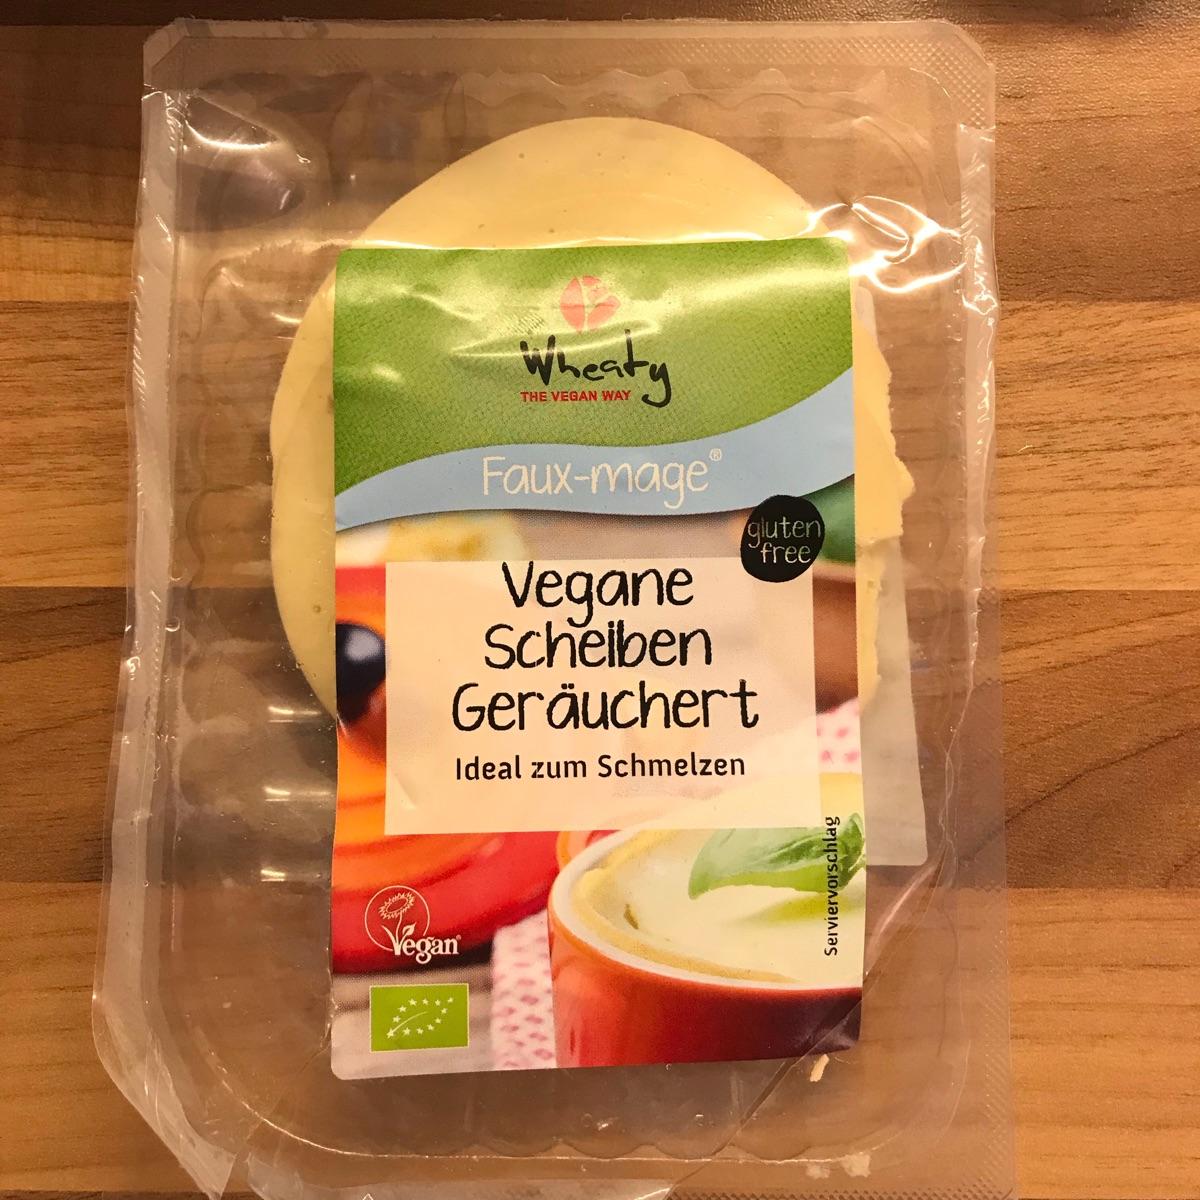 Wheaty
THE VEGAN WAY
Faux-mage®
gluten
free
Vegane
Scheiben
Geräuchert
Ideal zum Schmelzen
Serviervorschlag
Vegan